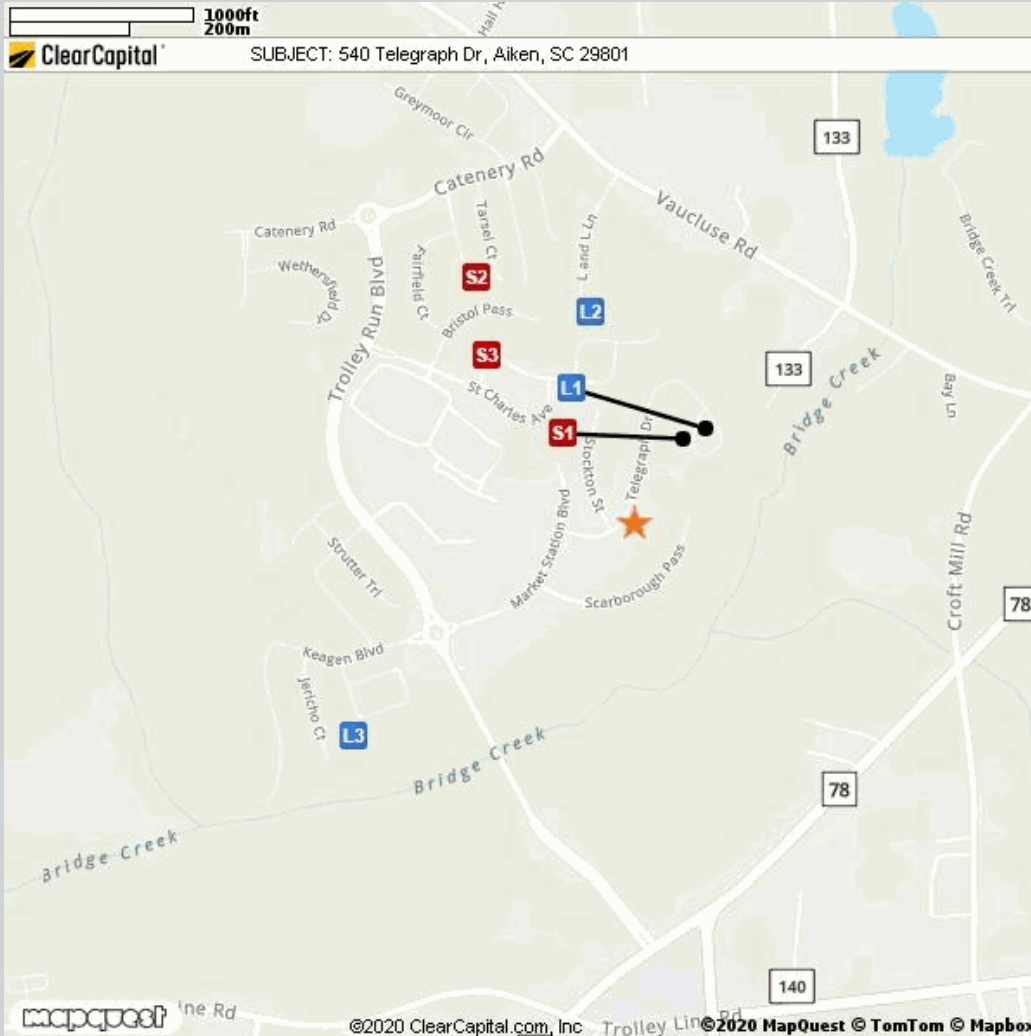 1000ft
200m
ClearCapital
SUBJECT: 540 Telegraph Dr, Aiken, SC 29801
Greymoor Cir
133
Catenery Rd
Vaucluse Rd
Tarsel Ct
L and L Ln
Catenery Rd
Bridge Creek Trl
Wethersfield Dr
Fairfield Ct
Trolley Run Blvd
S2
Bristol Pass
L2
S3
133
Bridge Creek
Bay Ln
L1
St Charles Ave
S1
Stockton St
Telegraph Dr
Market Station Blvd
Scarborough Pass
Strutter Trl
Croft Mill Rd
78
Keagen Blvd
Jericho Ct
L3
Bridge Creek
78
Bridge Creek
140
mapquest
ine Rd
©2020 ClearCapital.com, Inc
Trolley Line Rd
©2020 MapQuest © TomTom © Mapbox